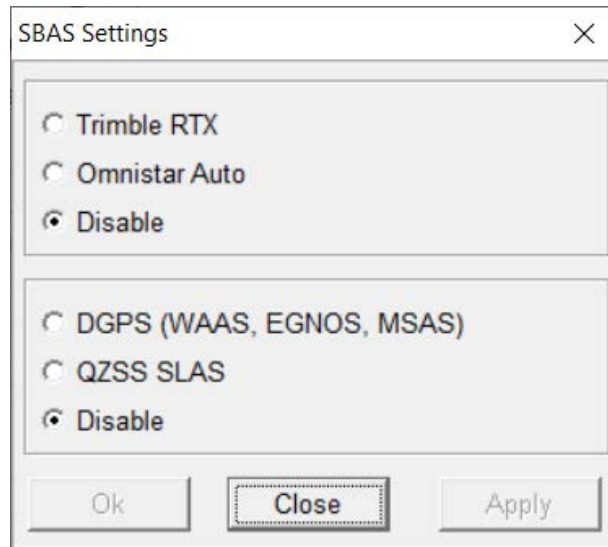 SBAS Settings
Trimble RTX
Omnistar Auto
Disable
DGPS (WAAS, EGNOS, MSAS)
QZSS SLAS
Disable
Ok
Close
Apply